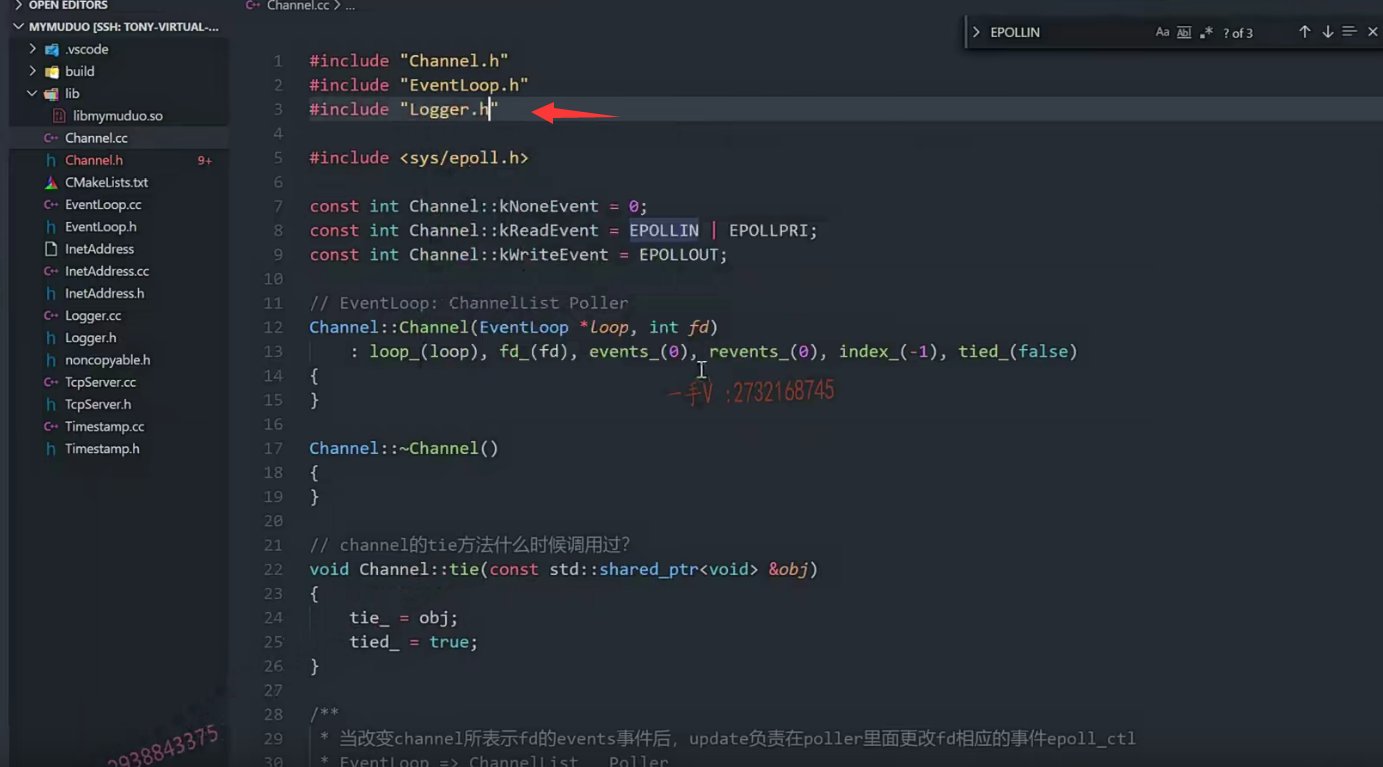 OPEN EDITORS
MYMUDUO [SSH: TONY-VIRTUAL-...
.vscode
build
lib
libmymuduo.so
Channel.cc
Channel.h 9+
CMakeLists.txt
EventLoop.cc
EventLoop.h
InetAddress
InetAddress.cc
InetAddress.h
Logger.cc
Logger.h
noncopyable.h
TcpServer.cc
TcpServer.h
Timestamp.cc
Timestamp.h
2938843375
Channel.cc > ...
EPOLLIN Aa Abl .* ? of 3
1 #include "Channel.h"
2 #include "EventLoop.h"
3 #include "Logger.h"
4
5 #include <sys/epoll.h>
6
7 const int Channel::kNoneEvent = 0;
8 const int Channel::kReadEvent = EPOLLIN | EPOLLPRI;
9 const int Channel::kWriteEvent = EPOLLOUT;
10
11 // EventLoop: ChannelList Poller
12 Channel::Channel(EventLoop *loop, int fd)
13 : loop_(loop), fd_(fd), events_(0), revents_(0), index_(-1), tied_(false)
14 {
一手V :2732168745
15 }
16
17 Channel::~Channel()
18 {
19 }
20
21 // channel的tie方法什么时候调用过?
22 void Channel::tie(const std::shared_ptr<void> &obj)
23 {
24 tie_ = obj;
25 tied_ = true;
26 }
27
28 /**
29 * 当改变channel所表示fd的events事件后，update负责在poller里面更改fd相应的事件epoll_ctl
30 * EventLoop => ChannelList Poller